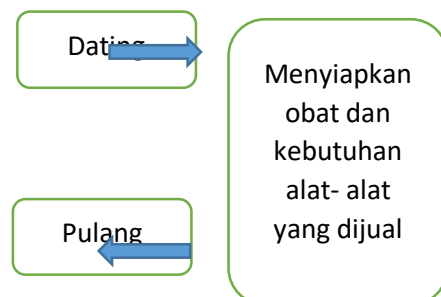 Dating
Menyiapkan
obat dan
kebutuhan
alat- alat
yang dijual
Pulang